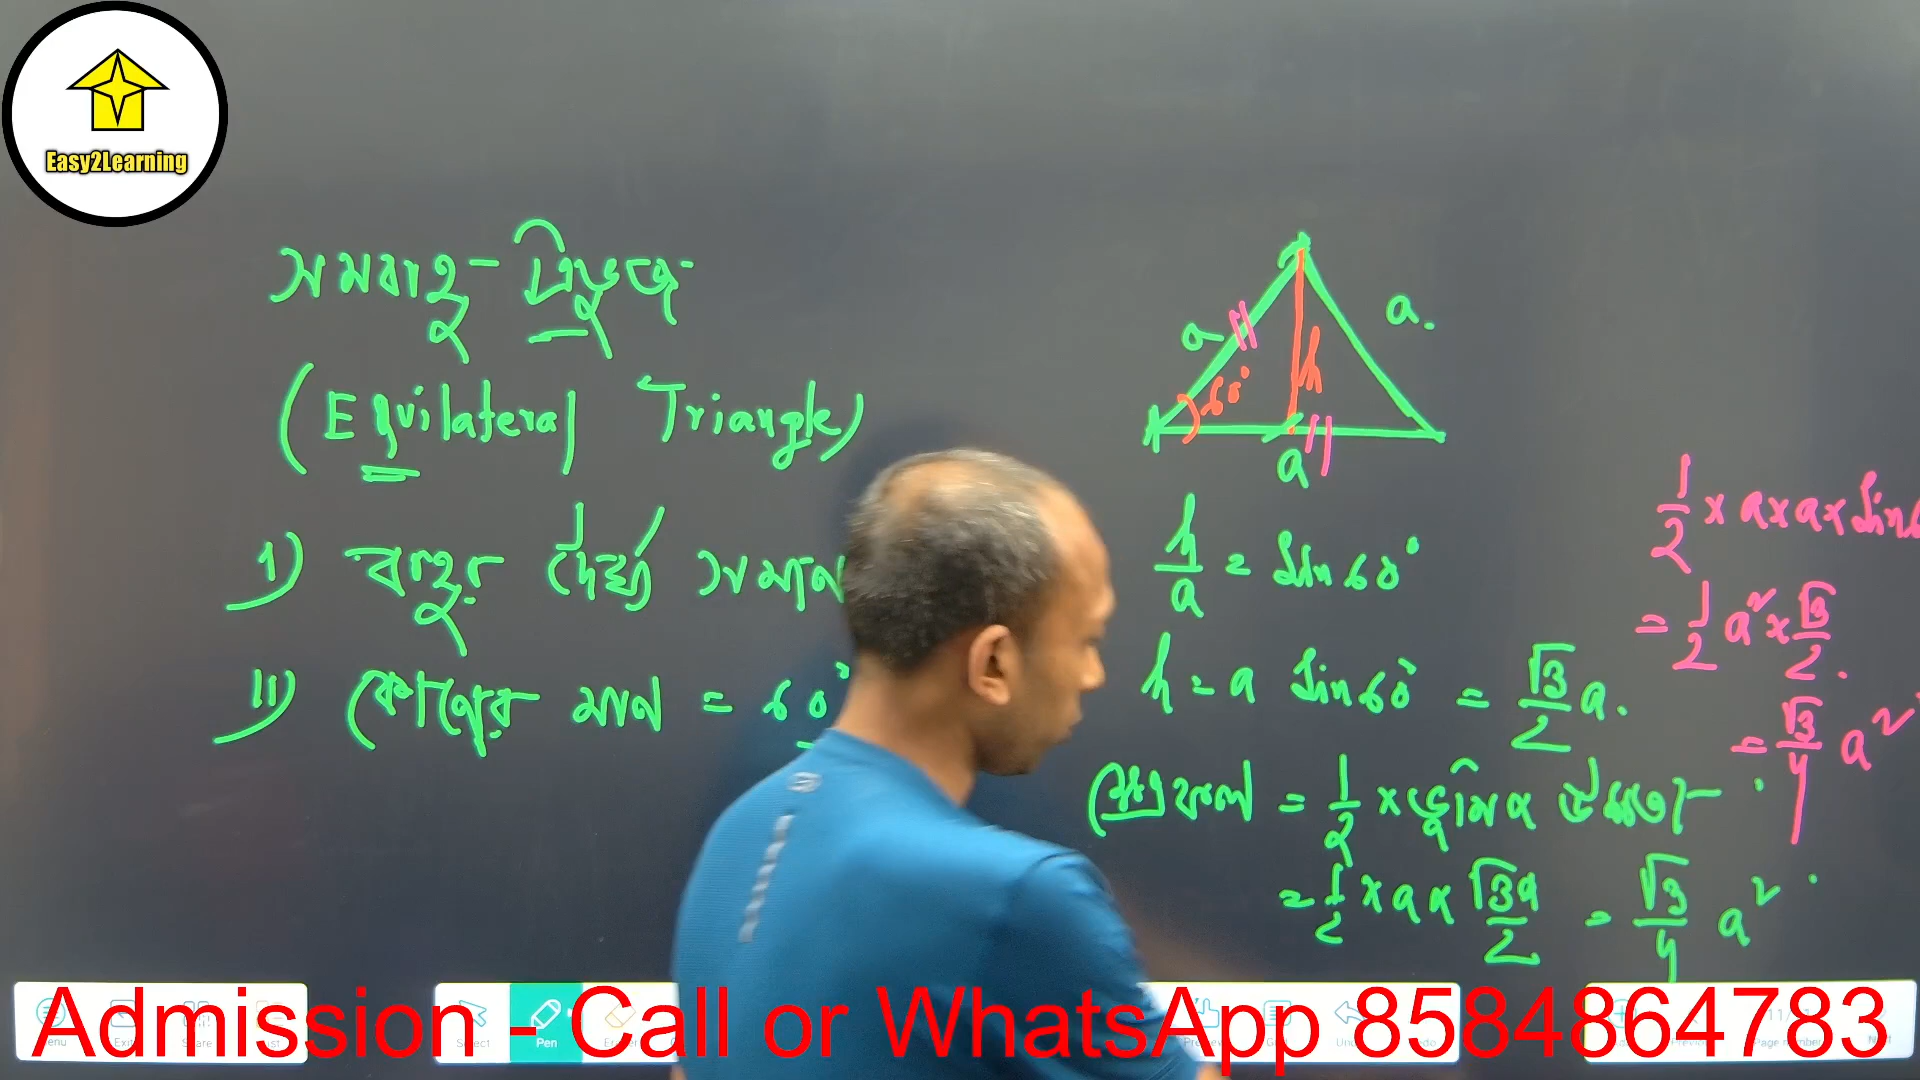 Easy2Learning
সমবাহু - ত্রিভুজ
(Equilateral Triangle)
I) বাহুর দৈর্ঘ্য সমান
II) কোণের মান = 60°
a
a.
60°
h
a
h/a = Sin 60°
h = a Sin 60° = √3/2 a.
ক্ষেত্রফল = 1/2 × ভূমি × উচ্চতা
= 1/2 × a × √3a/2 = √3/4 a²
1/2 × a × a × Sin 6
= 1/2 a² × √3/2.
= √3/4 a²
Select
Pen
Admission - Call or WhatsApp 8584864783